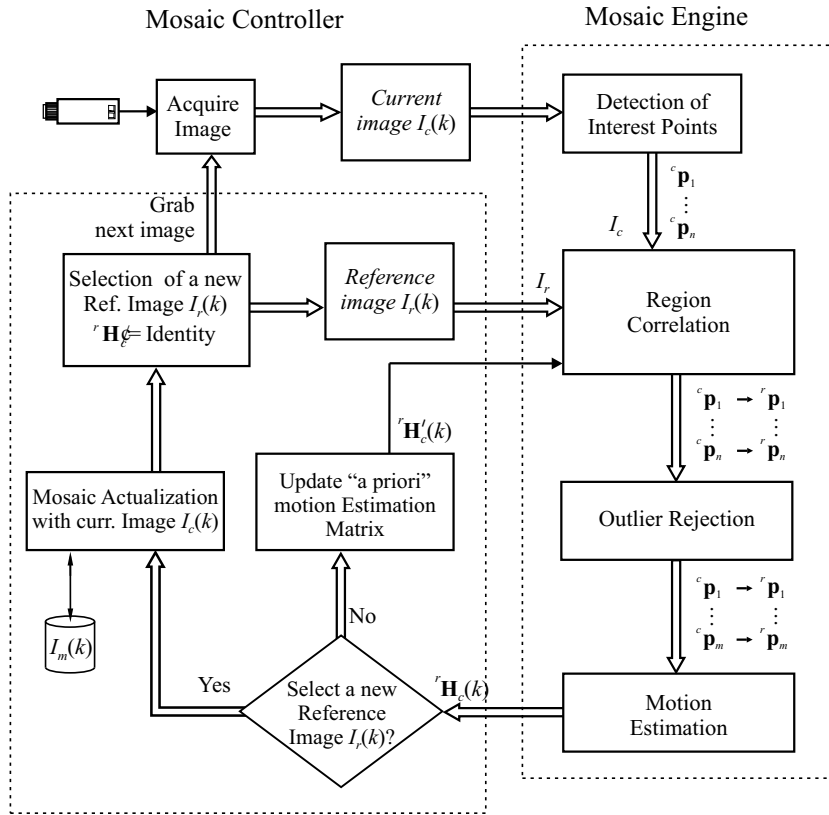 Mosaic Controller
Mosaic Engine
Acquire
Image
Current
image I_c(k)
Detection of
Interest Points
^c p_1
⋮
^c p_n
I_c
Grab
next image
Selection of a new
Ref. Image I_r(k)
= Identity
Reference
image I_r(k)
I_r
Region
Correlation
^c p_1 → ^r p_1
⋮ ⋮
^c p_n → ^r p_n
^r H′_c(k)
Mosaic Actualization
with curr. Image I_c(k)
Update “a priori”
motion Estimation
Matrix
Outlier Rejection
^c p_1 → ^r p_1
⋮ ⋮
^c p_m → ^r p_m
I_m(k)
No
Yes
Select a new
Reference
Image I_r(k)?
^r H_c(k)
Motion
Estimation